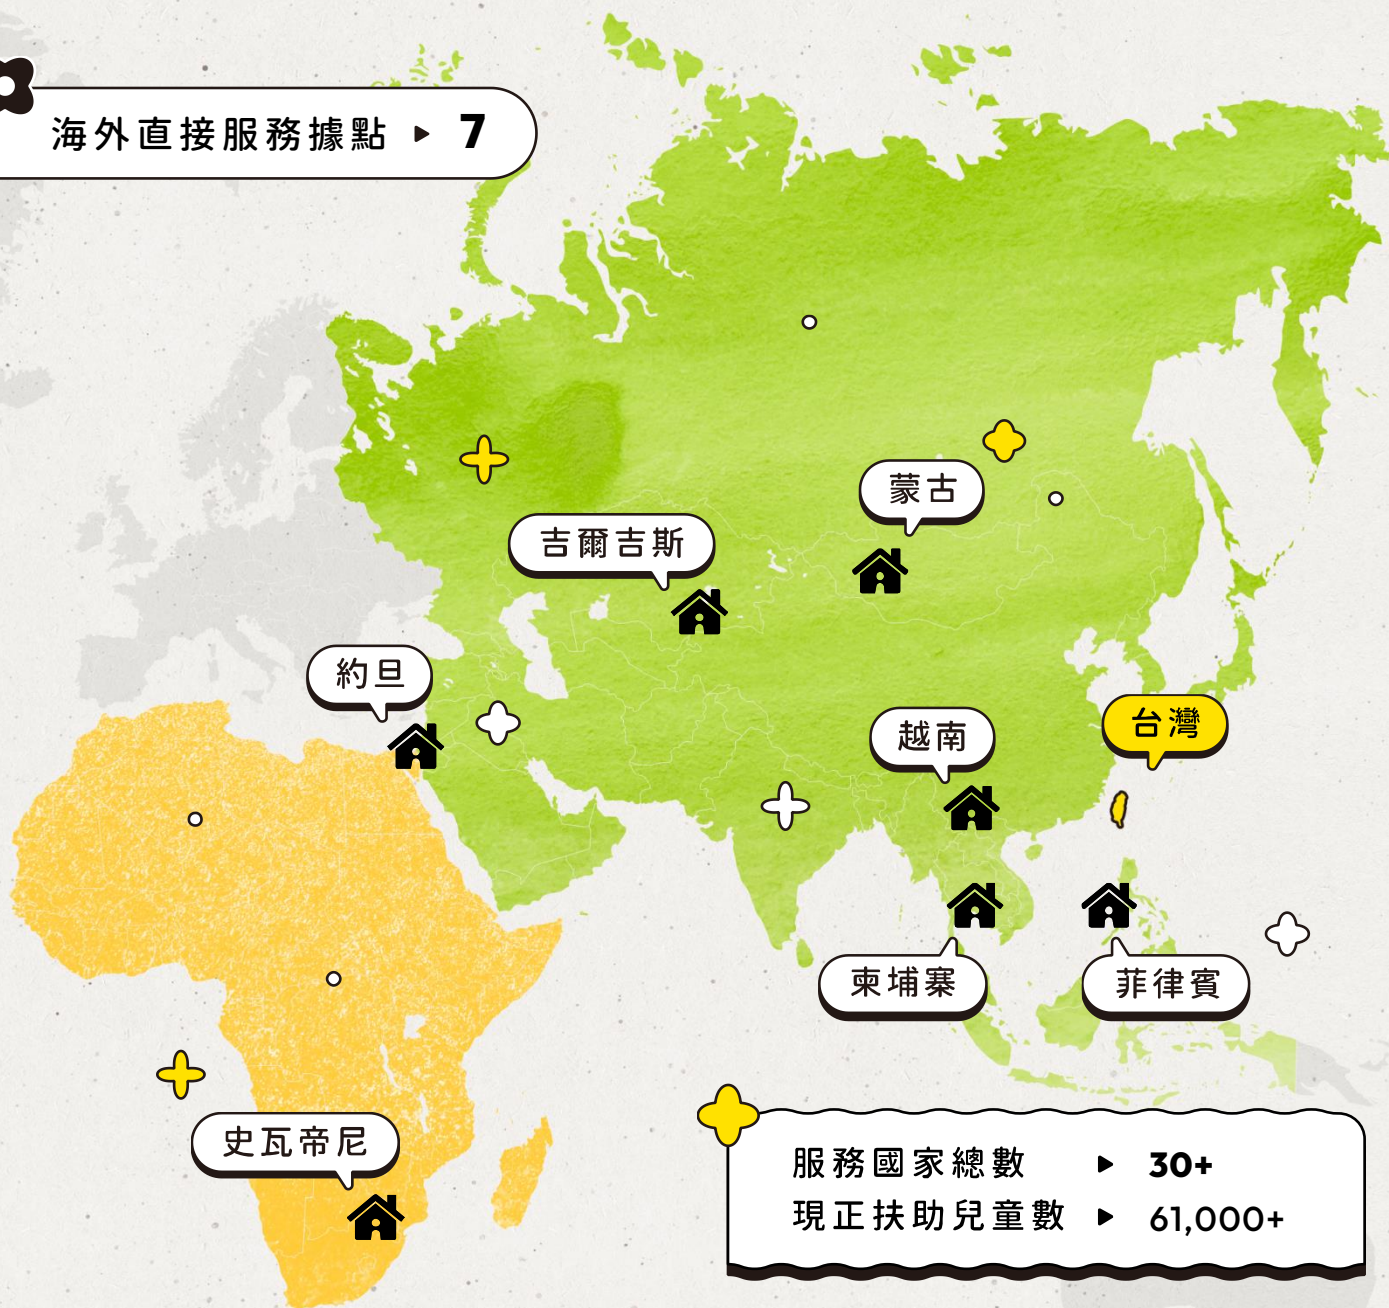 海外直接服務據點 ▸ 7
蒙古
吉爾吉斯
約旦
越南
台灣
柬埔寨
菲律賓
史瓦帝尼
服務國家總數 ▸ 30+
現正扶助兒童數 ▸ 61,000+